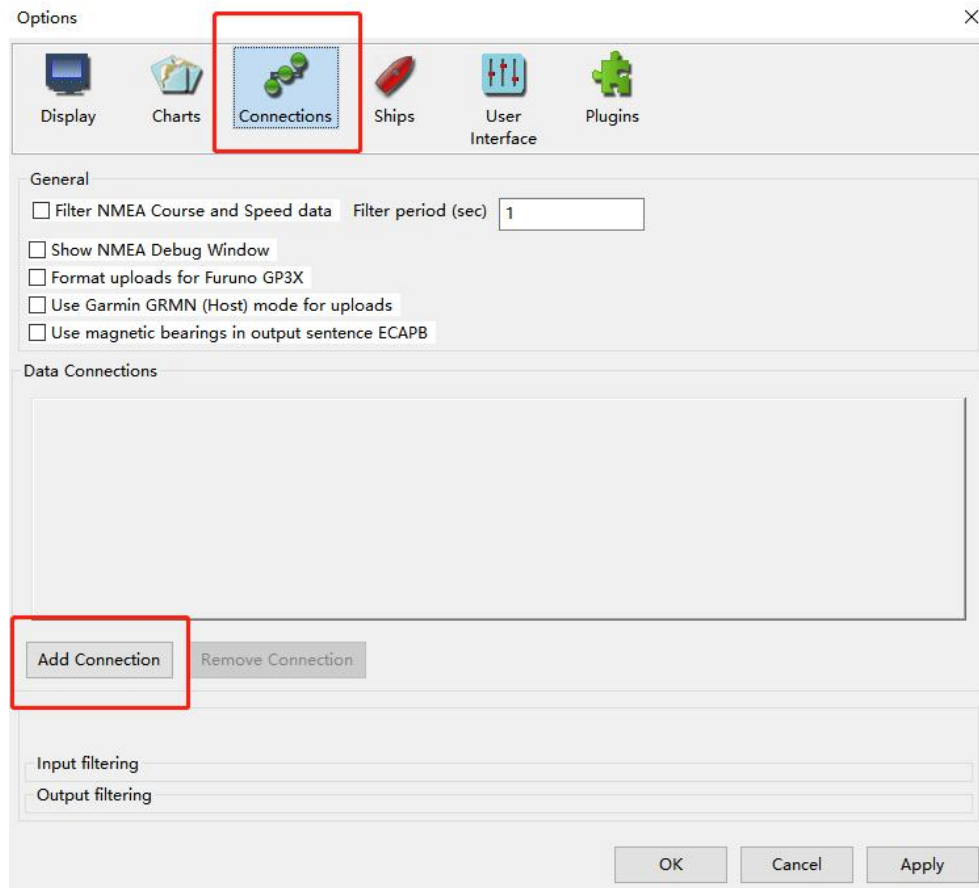 Options
Display Charts Connections Ships User Interface Plugins
General
Filter NMEA Course and Speed data Filter period (sec) 1
Show NMEA Debug Window
Format uploads for Furuno GP3X
Use Garmin GRMN (Host) mode for uploads
Use magnetic bearings in output sentence ECAPB
Data Connections
Add Connection Remove Connection
Input filtering
Output filtering
OK Cancel Apply